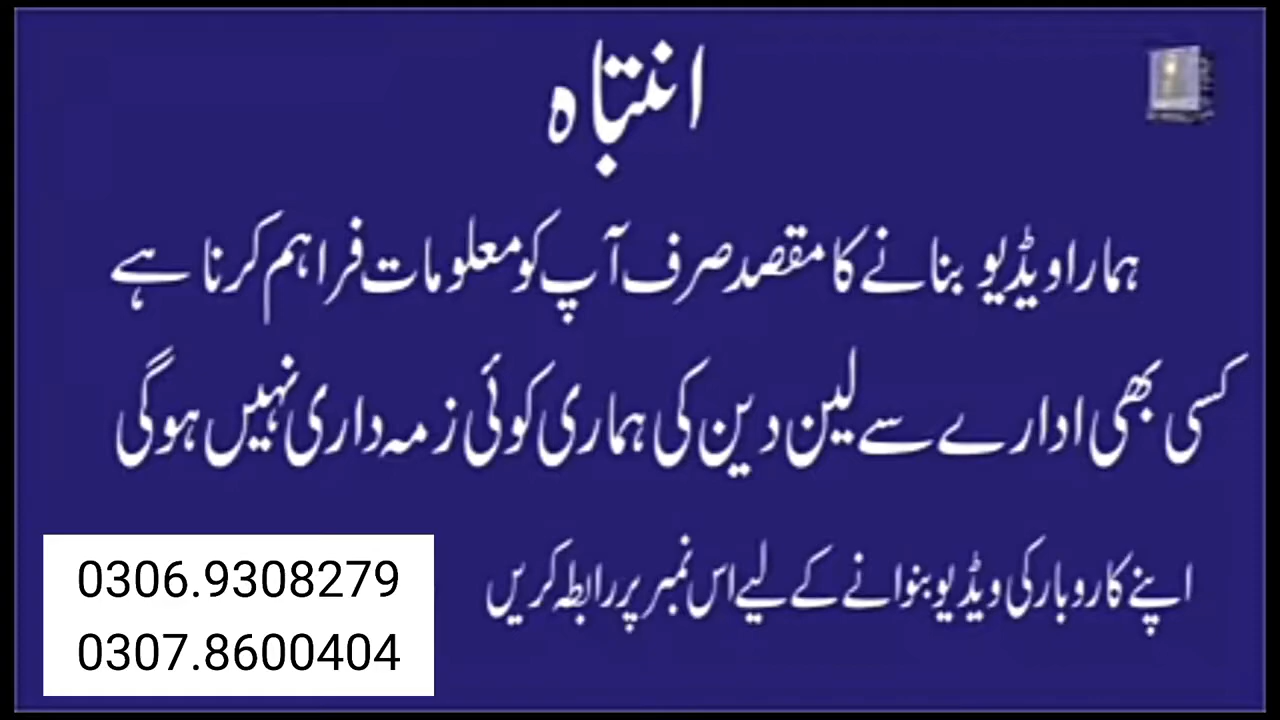 انتباہ
ہمارا ویڈیو بنانے کا مقصد صرف آپ کو معلومات فراہم کرنا ہے
کسی بھی ادارے سے لین دین کی ہماری کوئی زمہ داری نہیں ہوگی
اپنے کاروبار کی ویڈیو بنوانے کے لیے اس نمبر پر رابطہ کریں
0306.9308279
0307.8600404